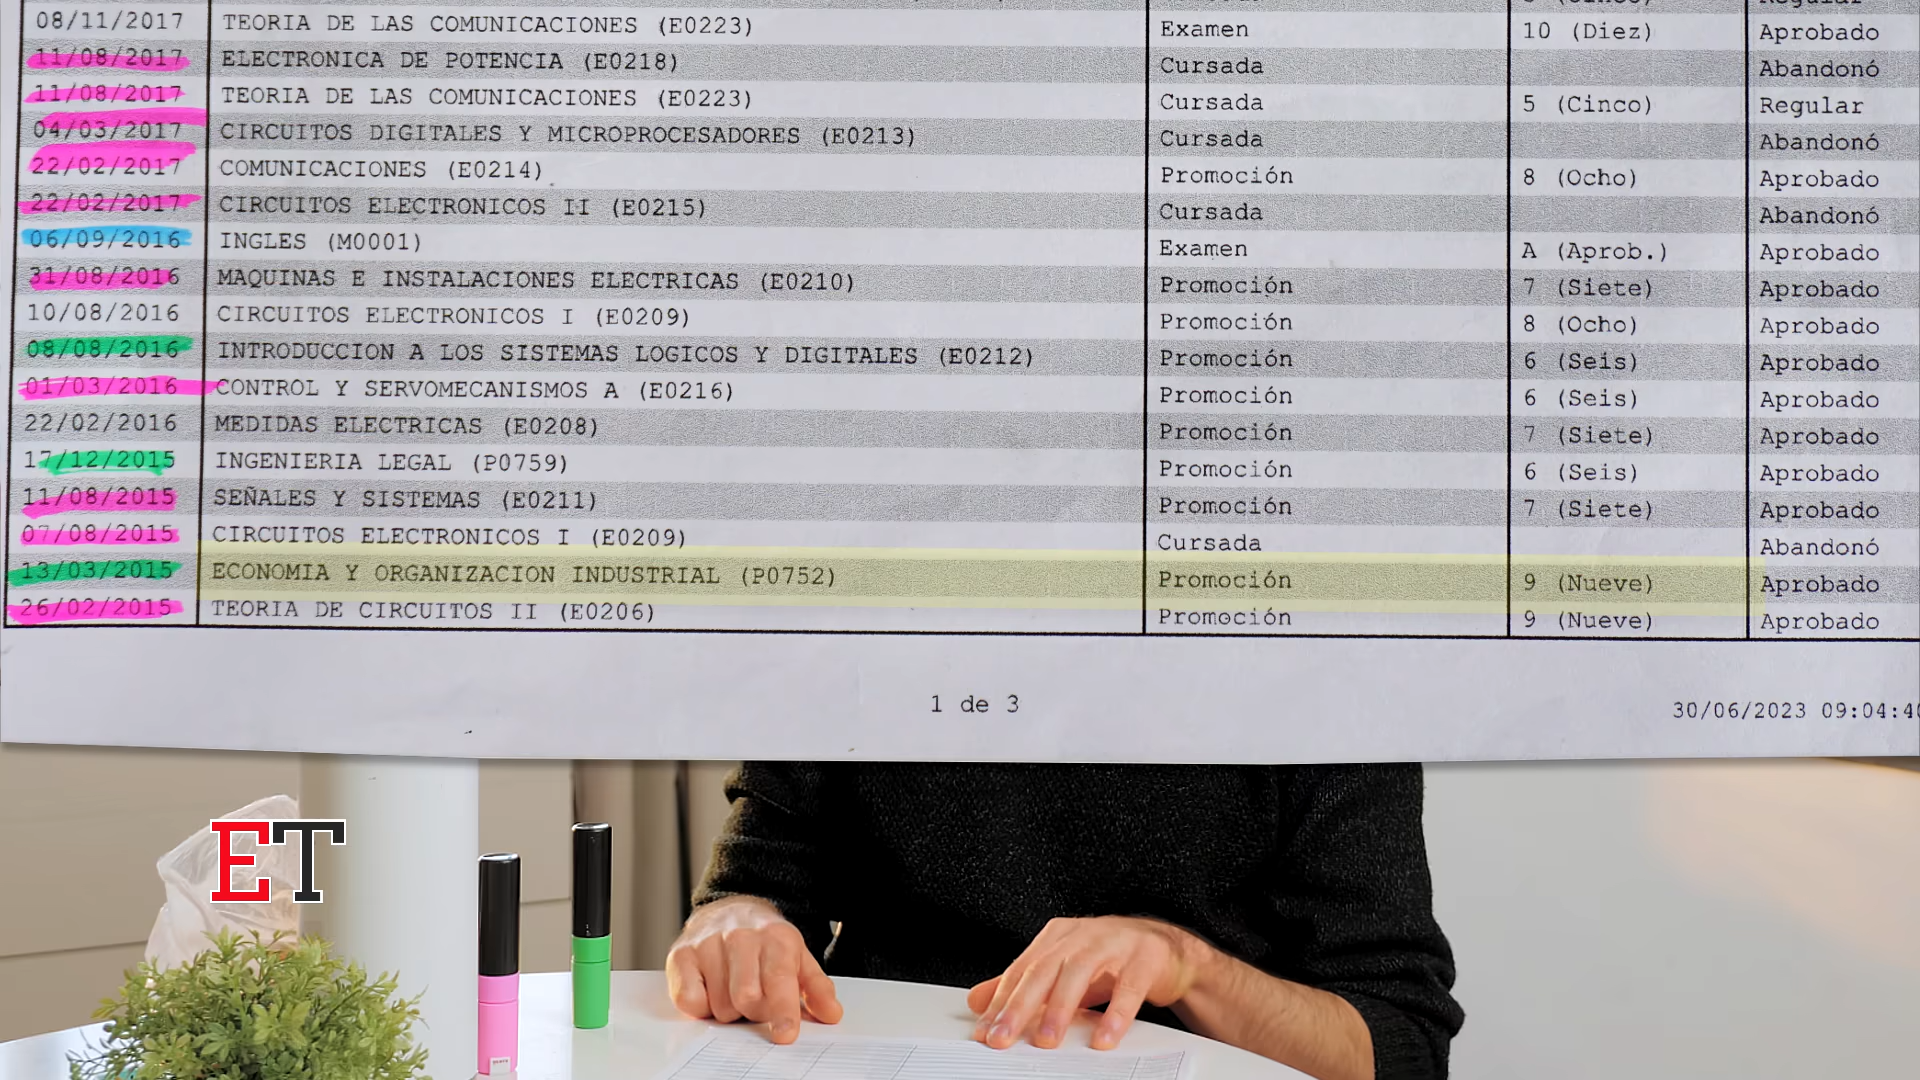 08/11/2017 TEORIA DE LAS COMUNICACIONES (E0223) Examen 10 (Diez) Aprobado
11/08/2017 ELECTRONICA DE POTENCIA (E0218) Cursada Abandonó
11/08/2017 TEORIA DE LAS COMUNICACIONES (E0223) Cursada 5 (Cinco) Regular
04/03/2017 CIRCUITOS DIGITALES Y MICROPROCESADORES (E0213) Cursada Abandonó
22/02/2017 COMUNICACIONES (E0214) Promoción 8 (Ocho) Aprobado
22/02/2017 CIRCUITOS ELECTRONICOS II (E0215) Cursada Abandonó
06/09/2016 INGLES (M0001) Examen A (Aprob.) Aprobado
31/08/2016 MAQUINAS E INSTALACIONES ELECTRICAS (E0210) Promoción 7 (Siete) Aprobado
10/08/2016 CIRCUITOS ELECTRONICOS I (E0209) Promoción 8 (Ocho) Aprobado
08/08/2016 INTRODUCCION A LOS SISTEMAS LOGICOS Y DIGITALES (E0212) Promoción 6 (Seis) Aprobado
01/03/2016 CONTROL Y SERVOMECANISMOS A (E0216) Promoción 6 (Seis) Aprobado
22/02/2016 MEDIDAS ELECTRICAS (E0208) Promoción 7 (Siete) Aprobado
17/12/2015 INGENIERIA LEGAL (P0759) Promoción 6 (Seis) Aprobado
11/08/2015 SEÑALES Y SISTEMAS (E0211) Promoción 7 (Siete) Aprobado
07/08/2015 CIRCUITOS ELECTRONICOS I (E0209) Cursada Abandonó
13/03/2015 ECONOMIA Y ORGANIZACION INDUSTRIAL (P0752) Promoción 9 (Nueve) Aprobado
26/02/2015 TEORIA DE CIRCUITOS II (E0206) Promoción 9 (Nueve) Aprobado
1 de 3
30/06/2023 09:04:40
ET